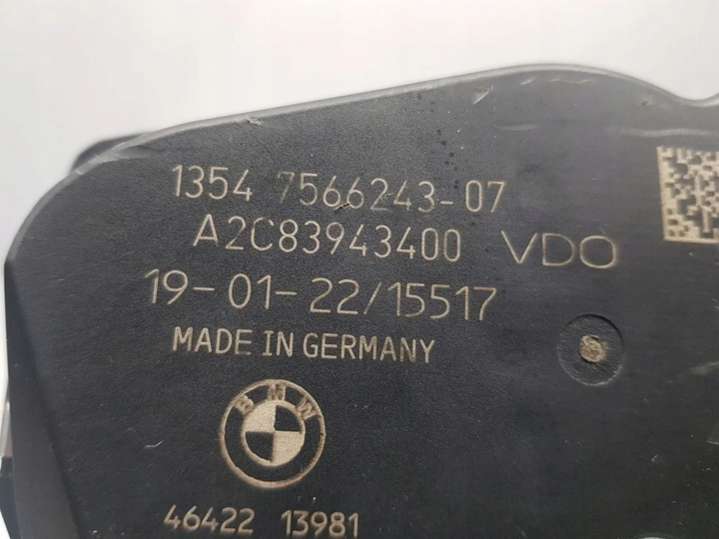 1354 7566243-07
A2C83943400 VDO
19-01-22/15517
MADE IN GERMANY
BMW
46422 13981